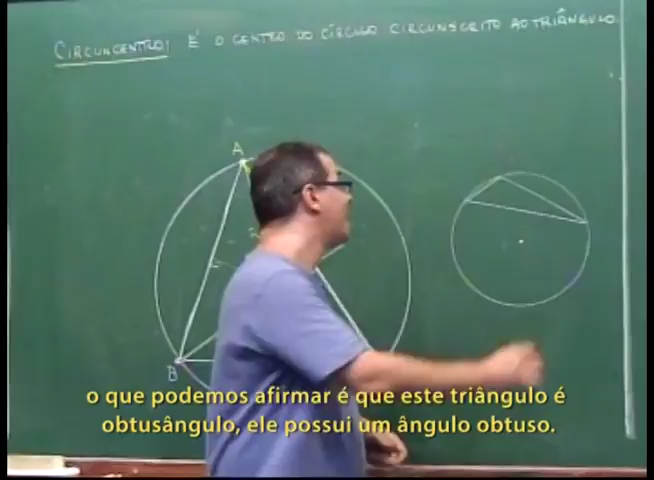 CIRCUNCENTRO: É O CENTRO DO CÍRCULO CIRCUNSCRITO AO TRIÂNGULO.
A
B
o que podemos afirmar é que este triângulo é
obtusângulo, ele possui um ângulo obtuso.